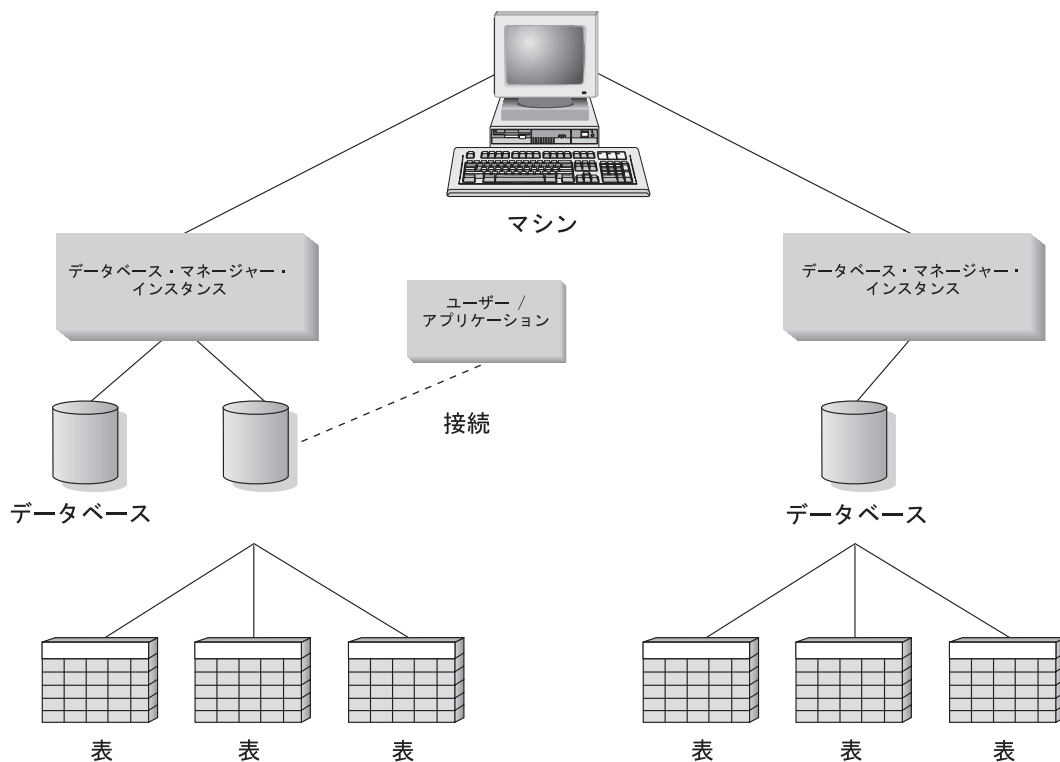 マシン
データベース・マネージャー・
インスタンス
ユーザー /
アプリケーション
データベース・マネージャー・
インスタンス
接続
データベース
データベース
表
表
表
表
表
表